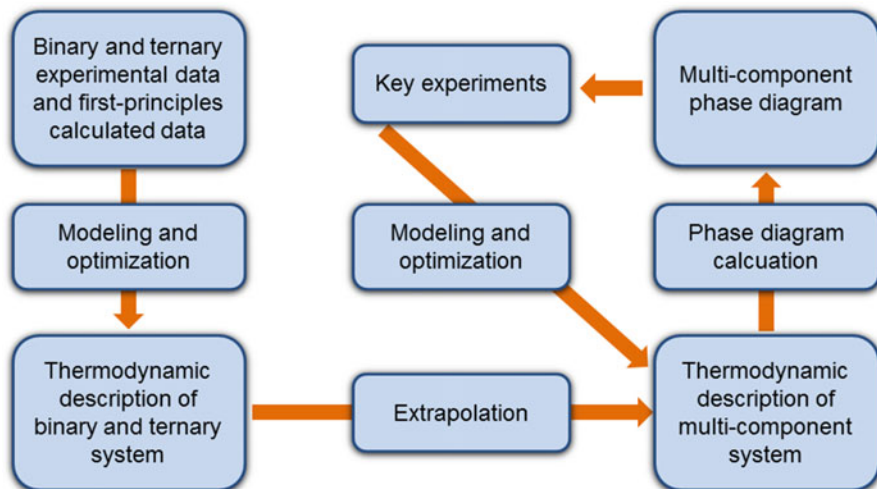 Binary and ternary
experimental data
and first-principles
calculated data
Modeling and
optimization
Thermodynamic
description of
binary and ternary
system
Key experiments
Modeling and
optimization
Extrapolation
Multi-component
phase diagram
Phase diagram
calcuation
Thermodynamic
description of
multi-component
system